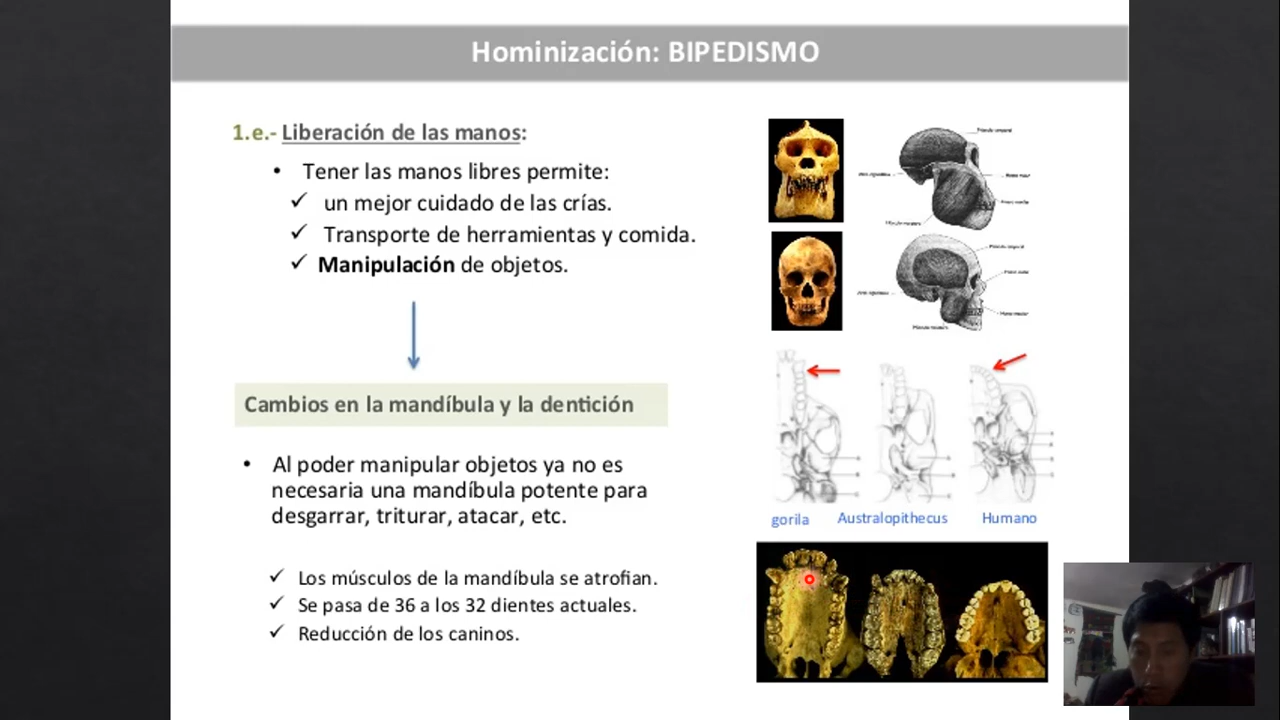 Hominización: BIPEDISMO
1.e.- Liberación de las manos:
• Tener las manos libres permite:
✓ un mejor cuidado de las crías.
✓ Transporte de herramientas y comida.
✓ Manipulación de objetos.
Cambios en la mandíbula y la dentición
• Al poder manipular objetos ya no es
necesaria una mandíbula potente para
desgarrar, triturar, atacar, etc.
✓ Los músculos de la mandíbula se atrofian.
✓ Se pasa de 36 a los 32 dientes actuales.
✓ Reducción de los caninos.
gorila
Australopithecus
Humano